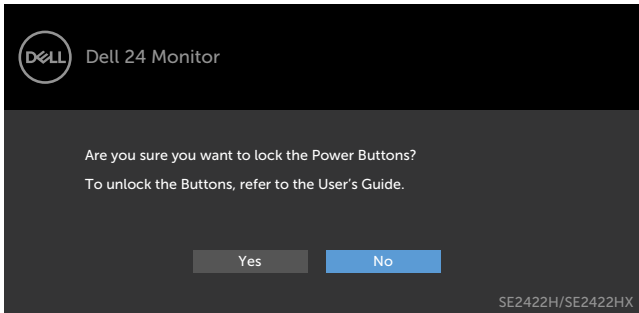 DELL
Dell 24 Monitor
Are you sure you want to lock the Power Buttons?
To unlock the Buttons, refer to the User’s Guide.
Yes
No
SE2422H/SE2422HX